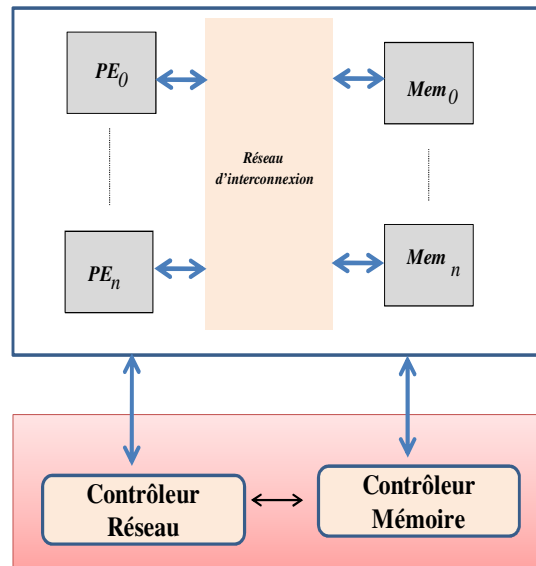 PE0
Mem0
Réseau
d'interconnexion
PEn
Mem n
Contrôleur
Réseau
Contrôleur
Mémoire